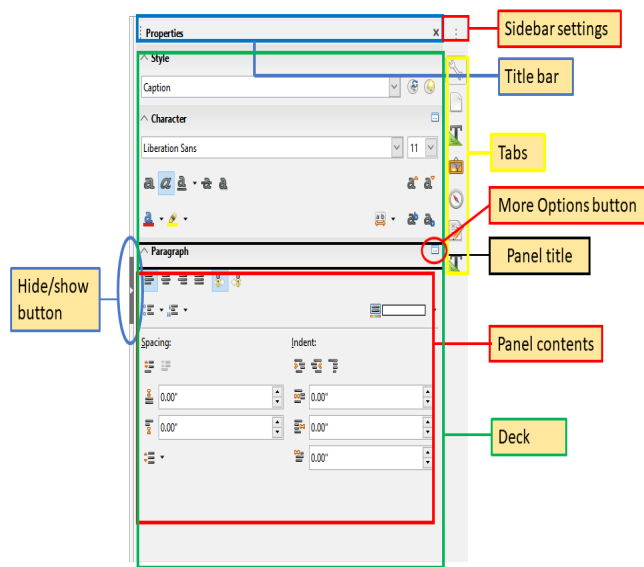 Properties
x
Sidebar settings
Style
Title bar
Caption
Character
Liberation Sans
11
Tabs
More Options button
Paragraph
Panel title
Hide/show
button
Spacing:
Indent:
Panel contents
0.00"
0.00"
0.00"
0.00"
Deck
0.00"